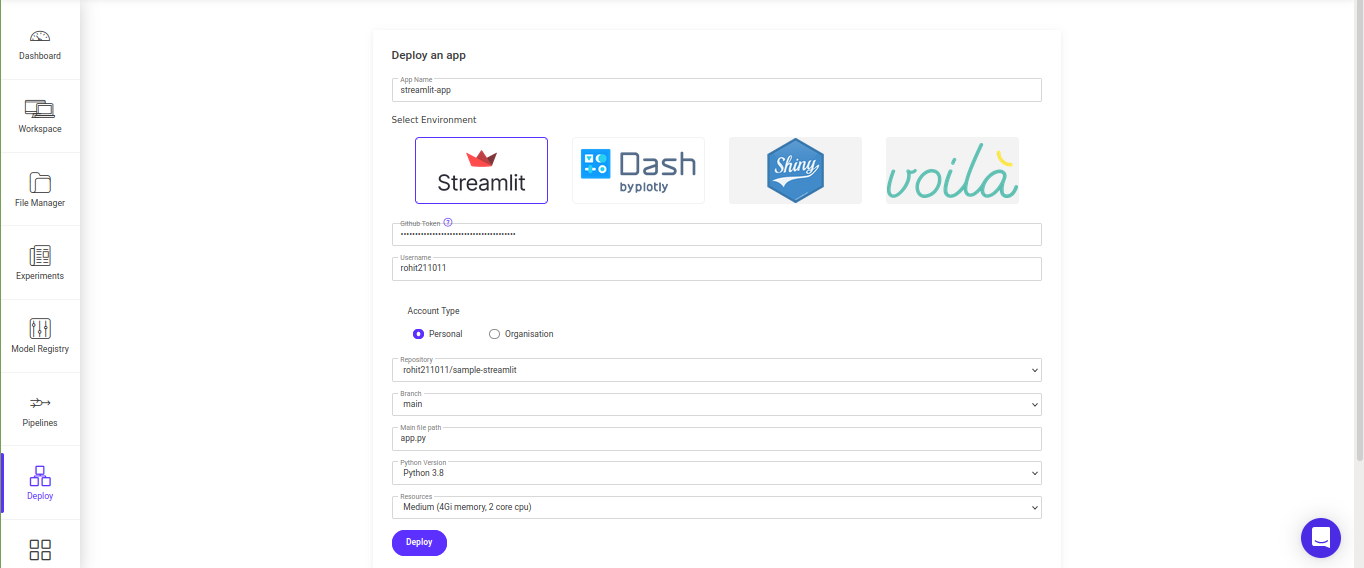 Dashboard
Workspace
File Manager
Experiments
Model Registry
Pipelines
Deploy
Deploy an app
App Name
streamlit-app
Select Environment
Streamlit
Dash
by plotly
Shiny
voilà
Github Token ?
••••••••••••••••••••••••••••••••••••••••
Username
rohit211011
Account Type
Personal Organisation
Repository
rohit211011/sample-streamlit
Branch
main
Main file path
app.py
Python Version
Python 3.8
Resources
Medium (4Gi memory, 2 core cpu)
Deploy